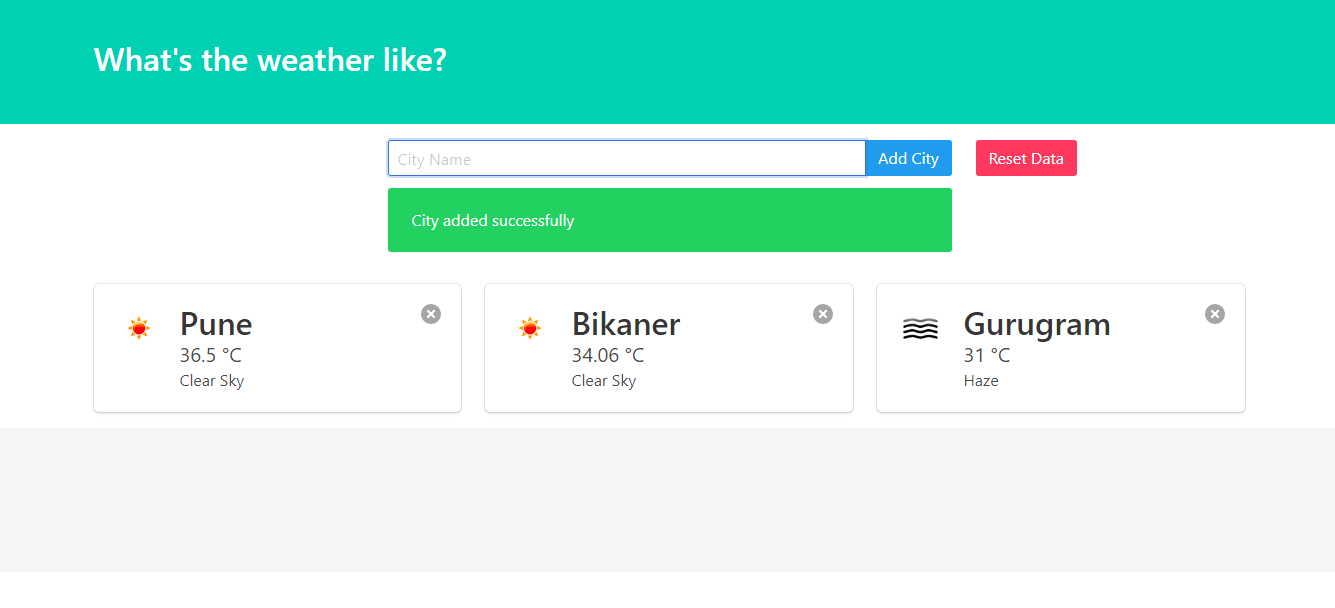 What's the weather like?
City Name
Add City
Reset Data
City added successfully
Pune
36.5 °C
Clear Sky
Bikaner
34.06 °C
Clear Sky
Gurugram
31 °C
Haze